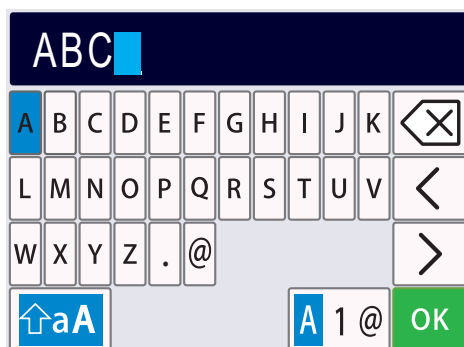 ABC
A B C D E F G H I J K
L M N O P Q R S T U V
W X Y Z . @
aA A 1 @ OK